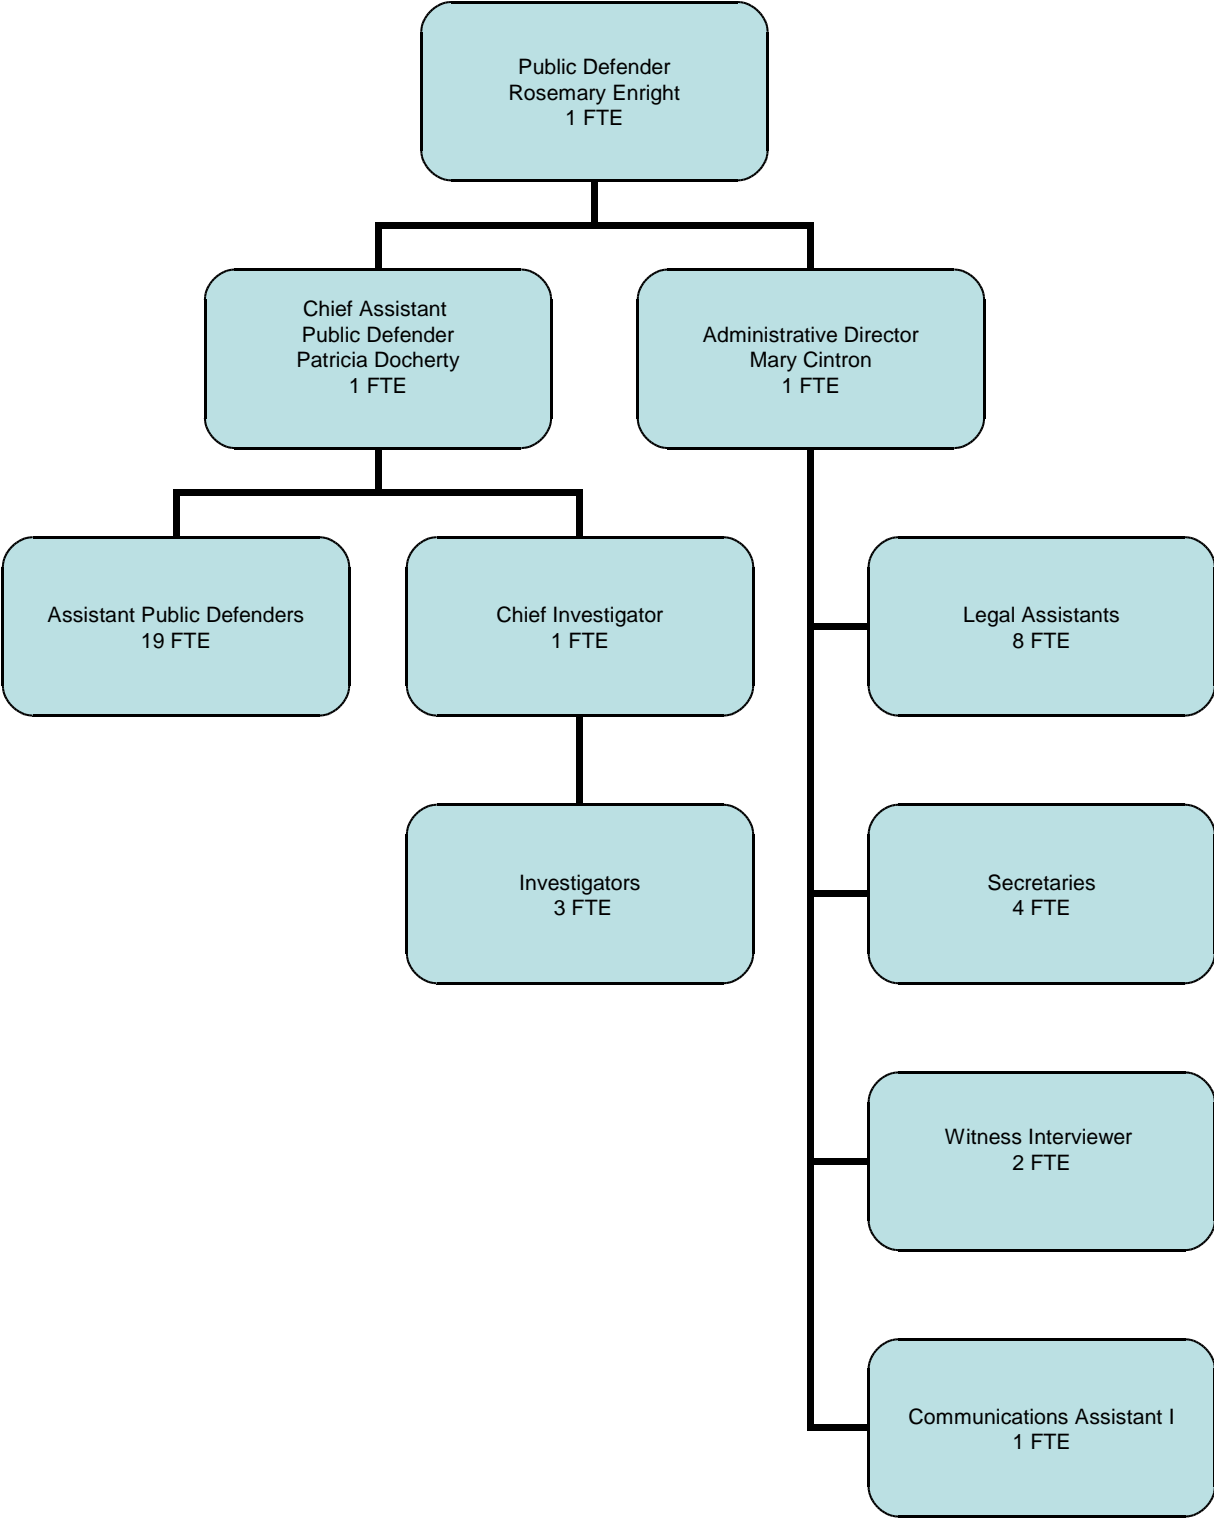 Public Defender
Rosemary Enright
1 FTE
Chief Assistant
Public Defender
Patricia Docherty
1 FTE
Administrative Director
Mary Cintron
1 FTE
Assistant Public Defenders
19 FTE
Chief Investigator
1 FTE
Legal Assistants
8 FTE
Investigators
3 FTE
Secretaries
4 FTE
Witness Interviewer
2 FTE
Communications Assistant I
1 FTE